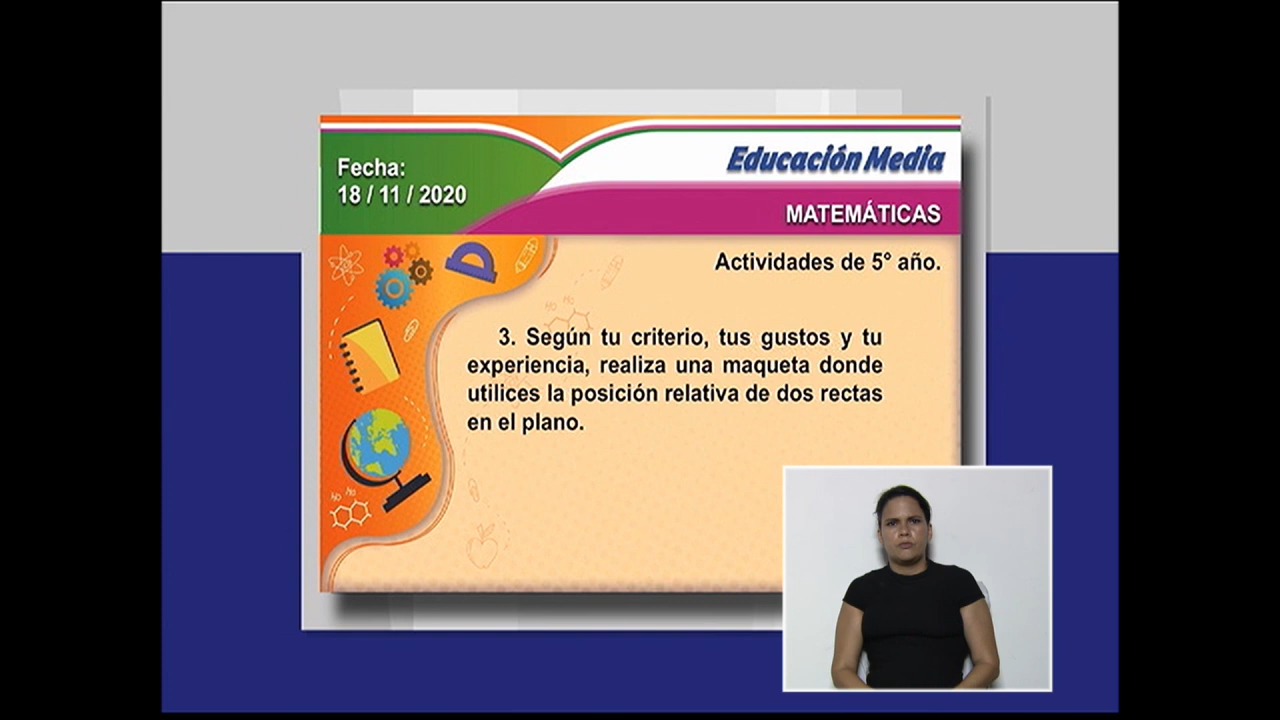 Fecha:
18 / 11 / 2020
Educación Media
MATEMÁTICAS
Actividades de 5° año.
3. Según tu criterio, tus gustos y tu
experiencia, realiza una maqueta donde
utilices la posición relativa de dos rectas
en el plano.